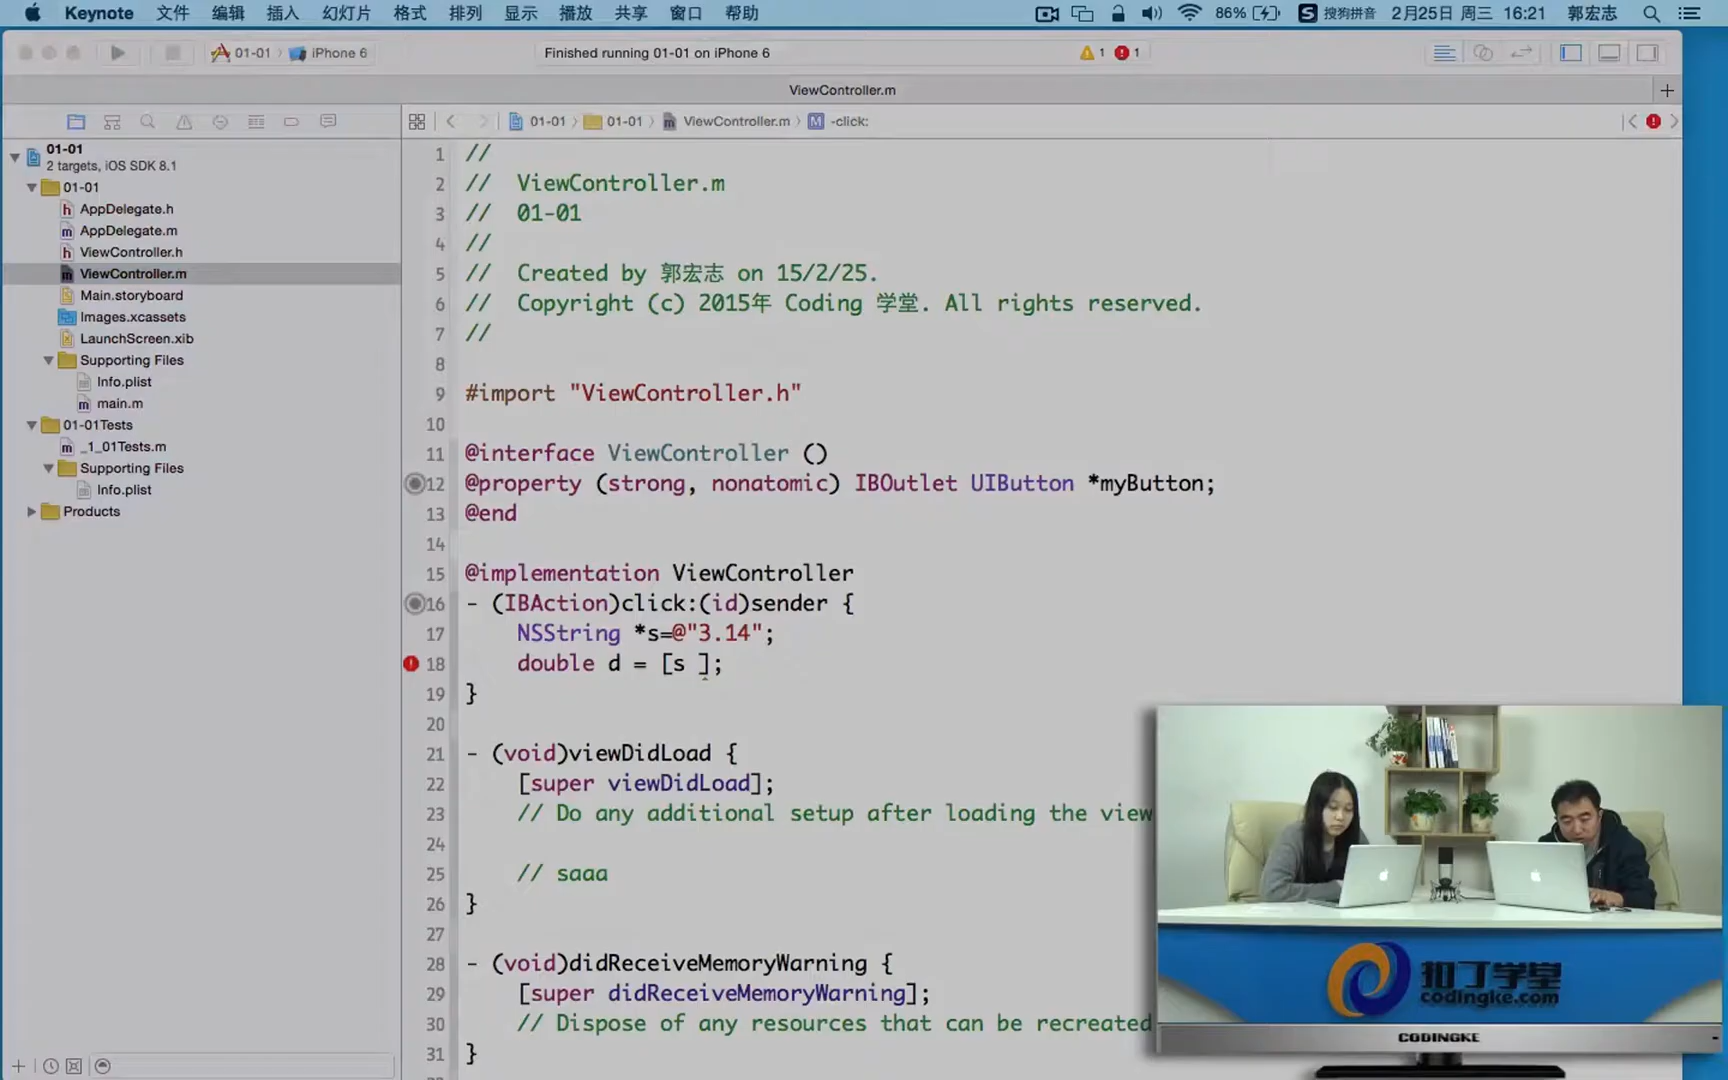 Keynote 文件 编辑 插入 幻灯片 格式 排列 显示 播放 共享 窗口 帮助 86% S 搜狗拼音 2月25日 周三 16:21 郭宏志
01-01 iPhone 6 Finished running 01-01 on iPhone 6 1 1
ViewController.m
01-01 01-01 ViewController.m M -click:
01-01
2 targets, iOS SDK 8.1
01-01
h AppDelegate.h
m AppDelegate.m
h ViewController.h
m ViewController.m
Main.storyboard
Images.xcassets
LaunchScreen.xib
Supporting Files
Info.plist
m main.m
01-01Tests
m _1_01Tests.m
Supporting Files
Info.plist
Products
1 //
2 //  ViewController.m
3 //  01-01
4 //
5 //  Created by 郭宏志 on 15/2/25.
6 //  Copyright (c) 2015年 Coding 学堂. All rights reserved.
7 //
8
9 #import "ViewController.h"
10
11 @interface ViewController ()
12 @property (strong, nonatomic) IBOutlet UIButton *myButton;
13 @end
14
15 @implementation ViewController
16 - (IBAction)click:(id)sender {
17     NSString *s=@"3.14";
18     double d = [s ];
19 }
20
21 - (void)viewDidLoad {
22     [super viewDidLoad];
23     // Do any additional setup after loading the view
24
25     // saaa
26 }
27
28 - (void)didReceiveMemoryWarning {
29     [super didReceiveMemoryWarning];
30     // Dispose of any resources that can be recreated
31 }
扣丁学堂
codingke.com
CODINGKE